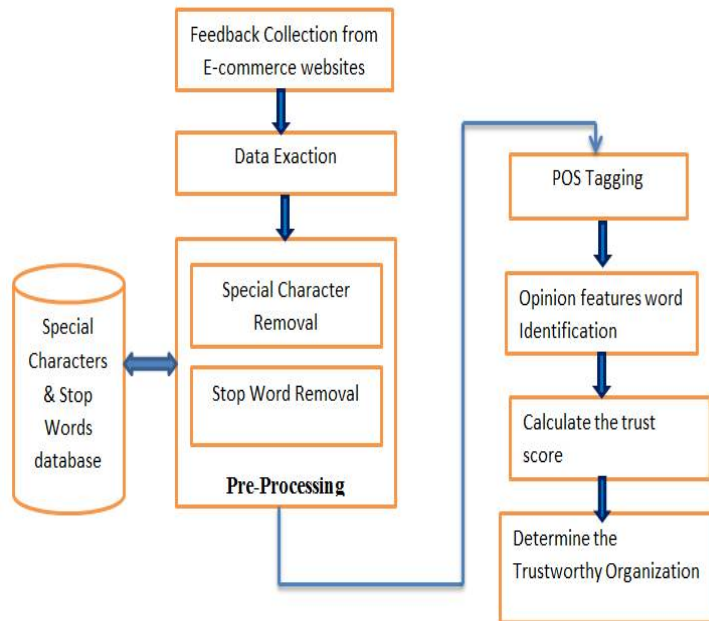 Feedback Collection from
E-commerce websites
Data Exaction
Special Character
Removal
Stop Word Removal
Pre-Processing
Special
Characters
& Stop
Words
database
POS Tagging
Opinion features word
Identification
Calculate the trust
score
Determine the
Trustworthy Organization